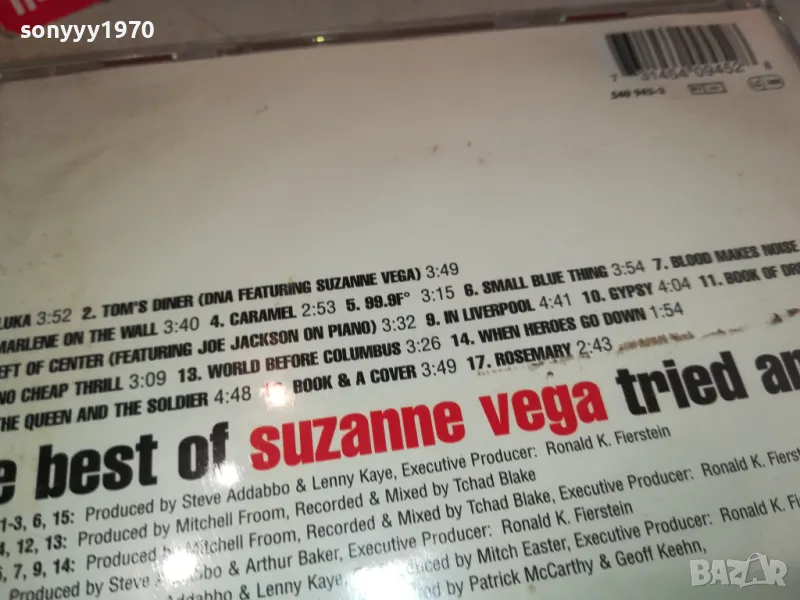 sonyyy1970
7 31454 09452 8
540 945-2
LUKA 3:52 2. TOM'S DINER (DNA FEATURING SUZANNE VEGA) 3:49
MARLENE ON THE WALL 3:40 4. CARAMEL 2:53 5. 99.9F° 3:15 6. SMALL BLUE THING 3:54 7. BLOOD MAKES NOISE
EFT OF CENTER (FEATURING JOE JACKSON ON PIANO) 3:32 9. IN LIVERPOOL 4:41 10. GYPSY 4:04 11. BOOK OF DRE
NO CHEAP THRILL 3:09 13. WORLD BEFORE COLUMBUS 3:26 14. WHEN HEROES GO DOWN 1:54
THE QUEEN AND THE SOLDIER 4:48 BOOK & A COVER 3:49 17. ROSEMARY 2:43
e best of suzanne vega tried an
1-3, 6, 15: Produced by Steve Addabbo & Lenny Kaye, Executive Producer: Ronald K. Fierstein
4, 12, 13: Produced by Mitchell Froom, Recorded & Mixed by Tchad Blake
5, 7, 9, 14: Produced by Mitchell Froom, Recorded & Mixed by Tchad Blake, Executive Producer: Ronald K. Fierst
Produced by Steve Addabbo & Arthur Baker, Executive Producer: Ronald K. Fierstein
Addabbo & Lenny Kaye, Produced by Mitch Easter, Executive Producer: Ronald K.
ed by Patrick McCarthy & Geoff Keehn,
BAZAR